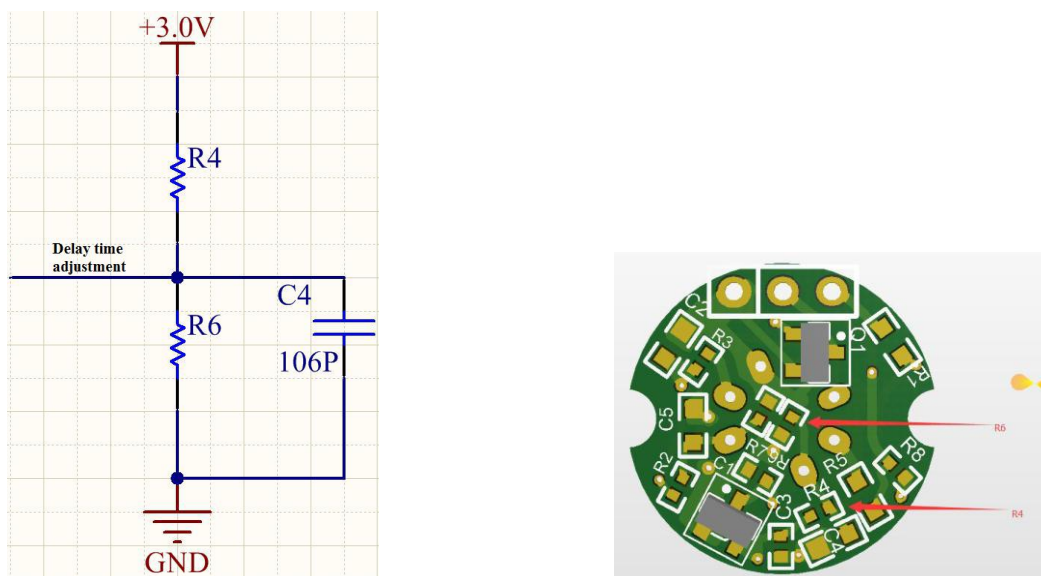 +3.0V
R4
Delay time
adjustment
C4
R6
106P
GND
C2
R3
Q1
R1
C5
R6
R7
R6
C1
R2
R5
R8
R4
C3
R4
C4